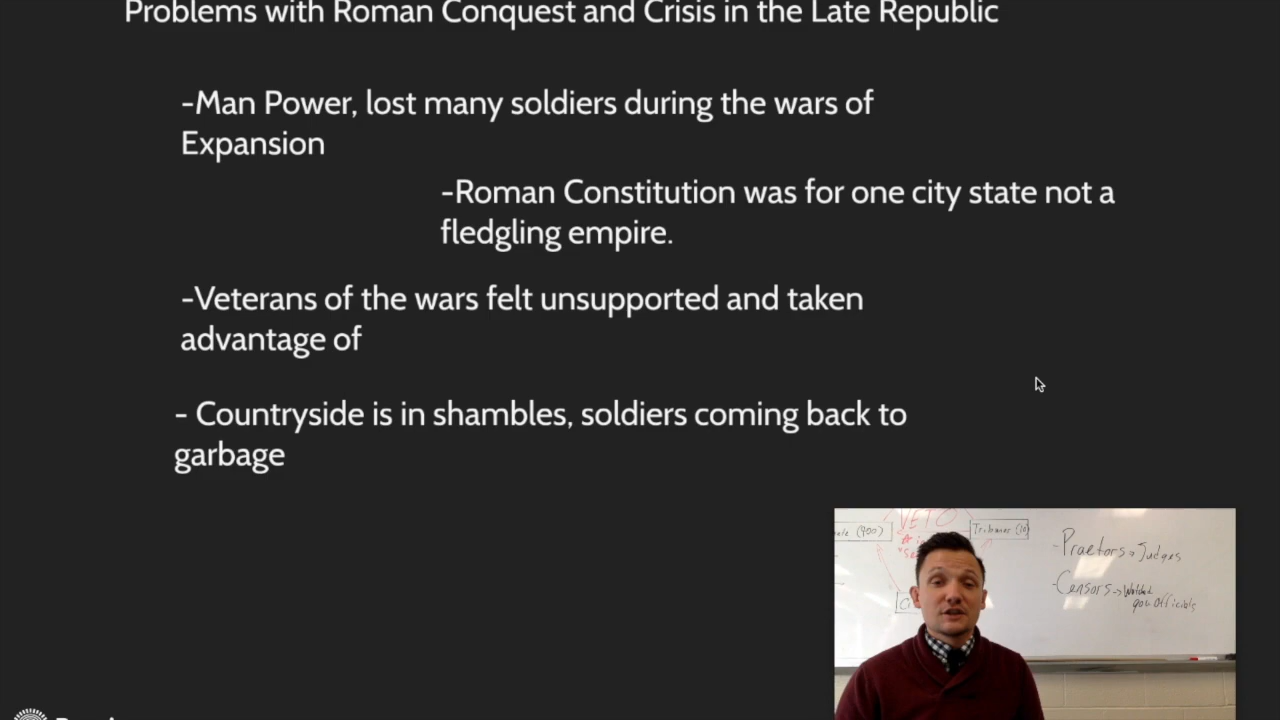 Problems with Roman Conquest and Crisis in the Late Republic
-Man Power, lost many soldiers during the wars of
Expansion
-Roman Constitution was for one city state not a
fledgling empire.
-Veterans of the wars felt unsupported and taken
advantage of
- Countryside is in shambles, soldiers coming back to
garbage
VETO
(900)
Tribunes (10)
-Praetors→Judges
-Censors→Watched
gov officials